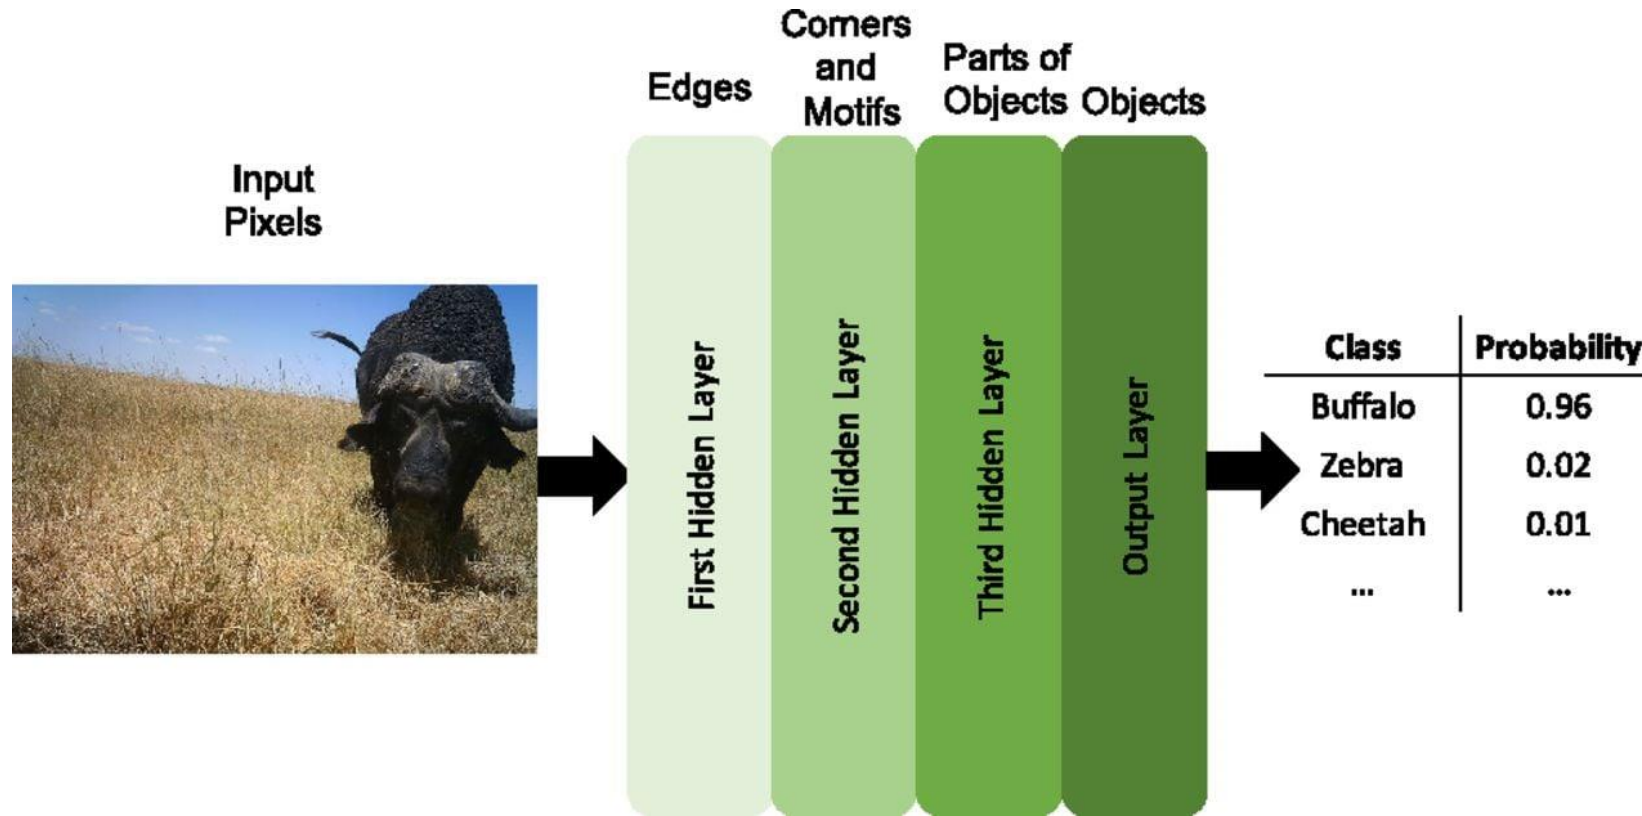 Input
Pixels
Edges
Corners
and
Motifs
Parts of
Objects
Objects
First Hidden Layer
Second Hidden Layer
Third Hidden Layer
Output Layer
Class Probability
Buffalo 0.96
Zebra 0.02
Cheetah 0.01
... ...